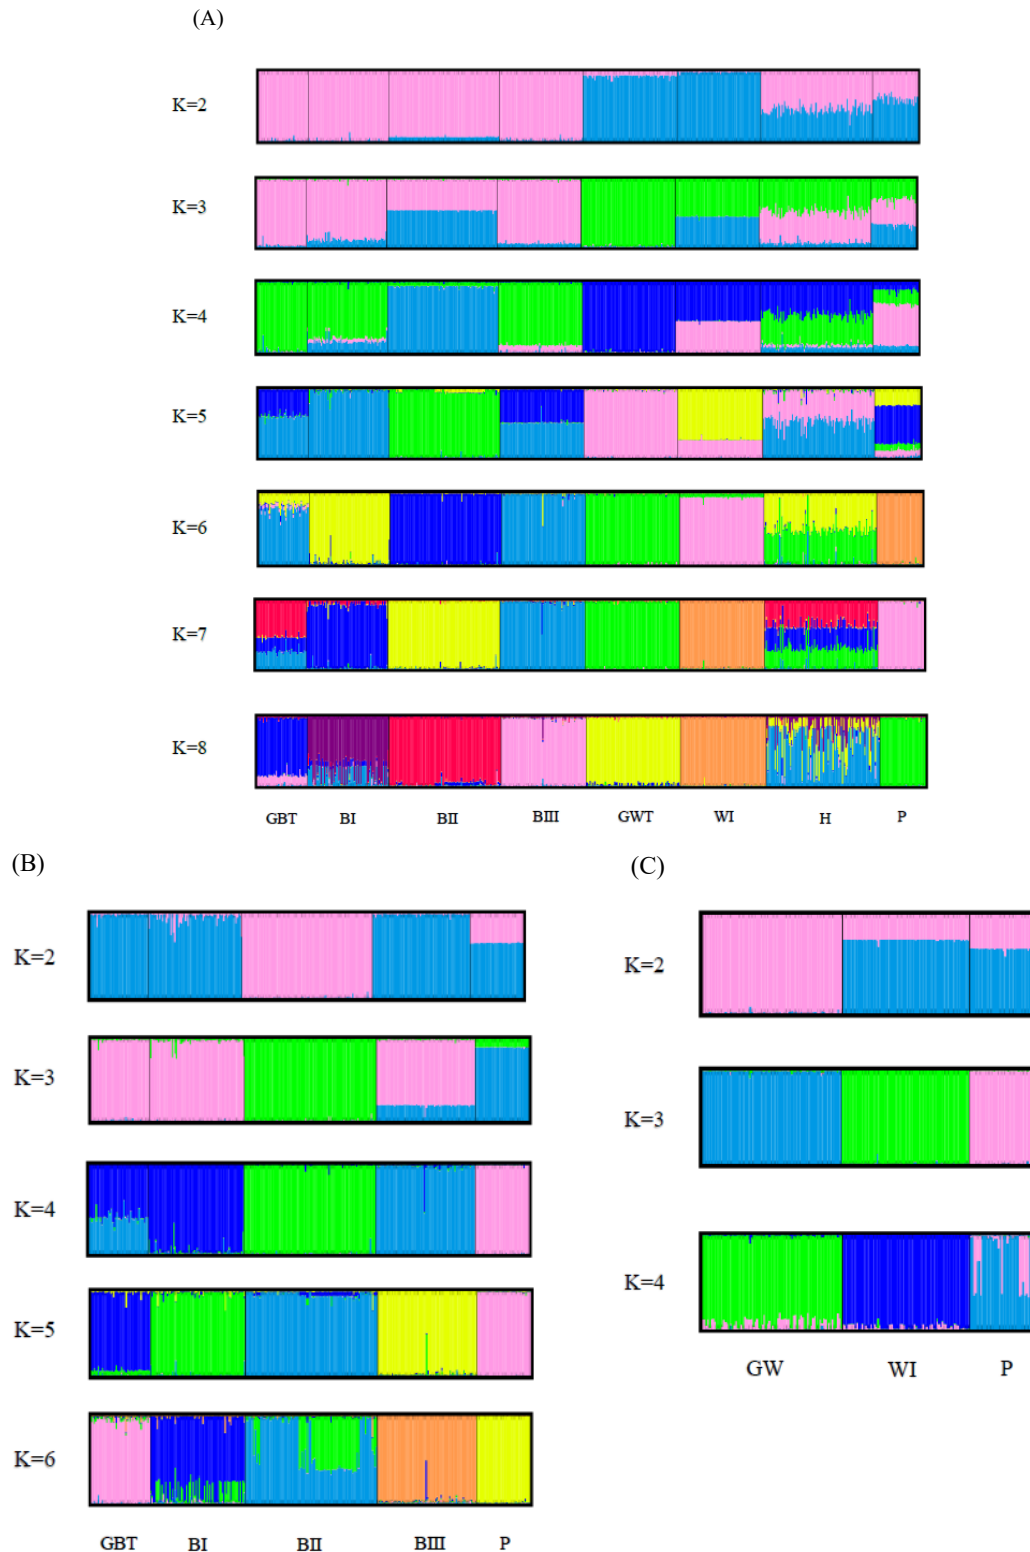 (A)
K=2
K=3
K=4
K=5
K=6
K=7
K=8
GBT BI BII BIII GWT WI H P
(B)
K=2
K=3
K=4
K=5
K=6
GBT BI BII BIII P
(C)
K=2
K=3
K=4
GW WI P